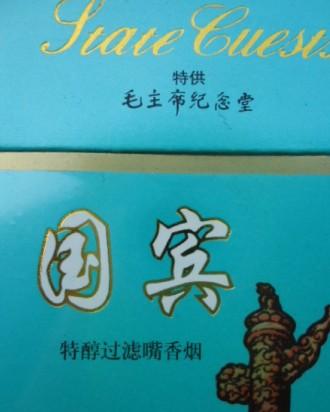 State Guests
特供
毛主席纪念堂
国宾
特醇过滤嘴香烟